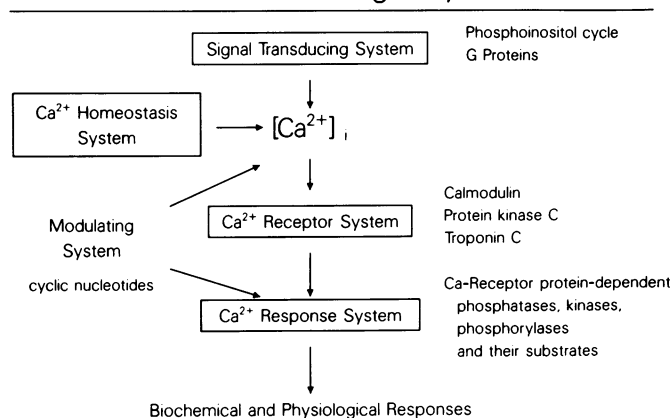 Signal Transducing System
Phosphoinositol cycle
G Proteins
Ca²⁺ Homeostasis
System
[Ca²⁺] i
Ca²⁺ Receptor System
Calmodulin
Protein kinase C
Troponin C
Modulating
System
cyclic nucleotides
Ca²⁺ Response System
Ca-Receptor protein-dependent
phosphatases, kinases,
phosphorylases
and their substrates
Biochemical and Physiological Responses